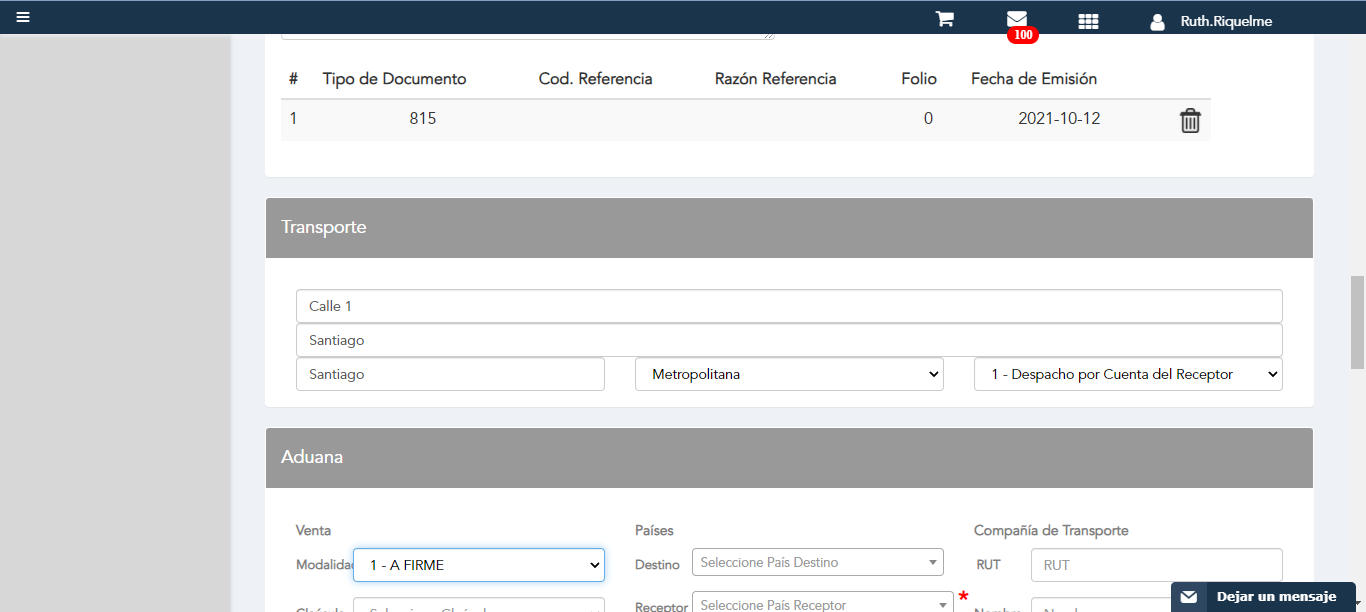 100
Ruth.Riquelme
# Tipo de Documento Cod. Referencia Razón Referencia Folio Fecha de Emisión
1 815 0 2021-10-12
Transporte
Calle 1
Santiago
Santiago Metropolitana 1 - Despacho por Cuenta del Receptor
Aduana
Venta Países Compañía de Transporte
Modalidad 1 - A FIRME Destino Seleccione País Destino RUT RUT
Receptor Seleccione País Receptor *
Dejar un mensaje